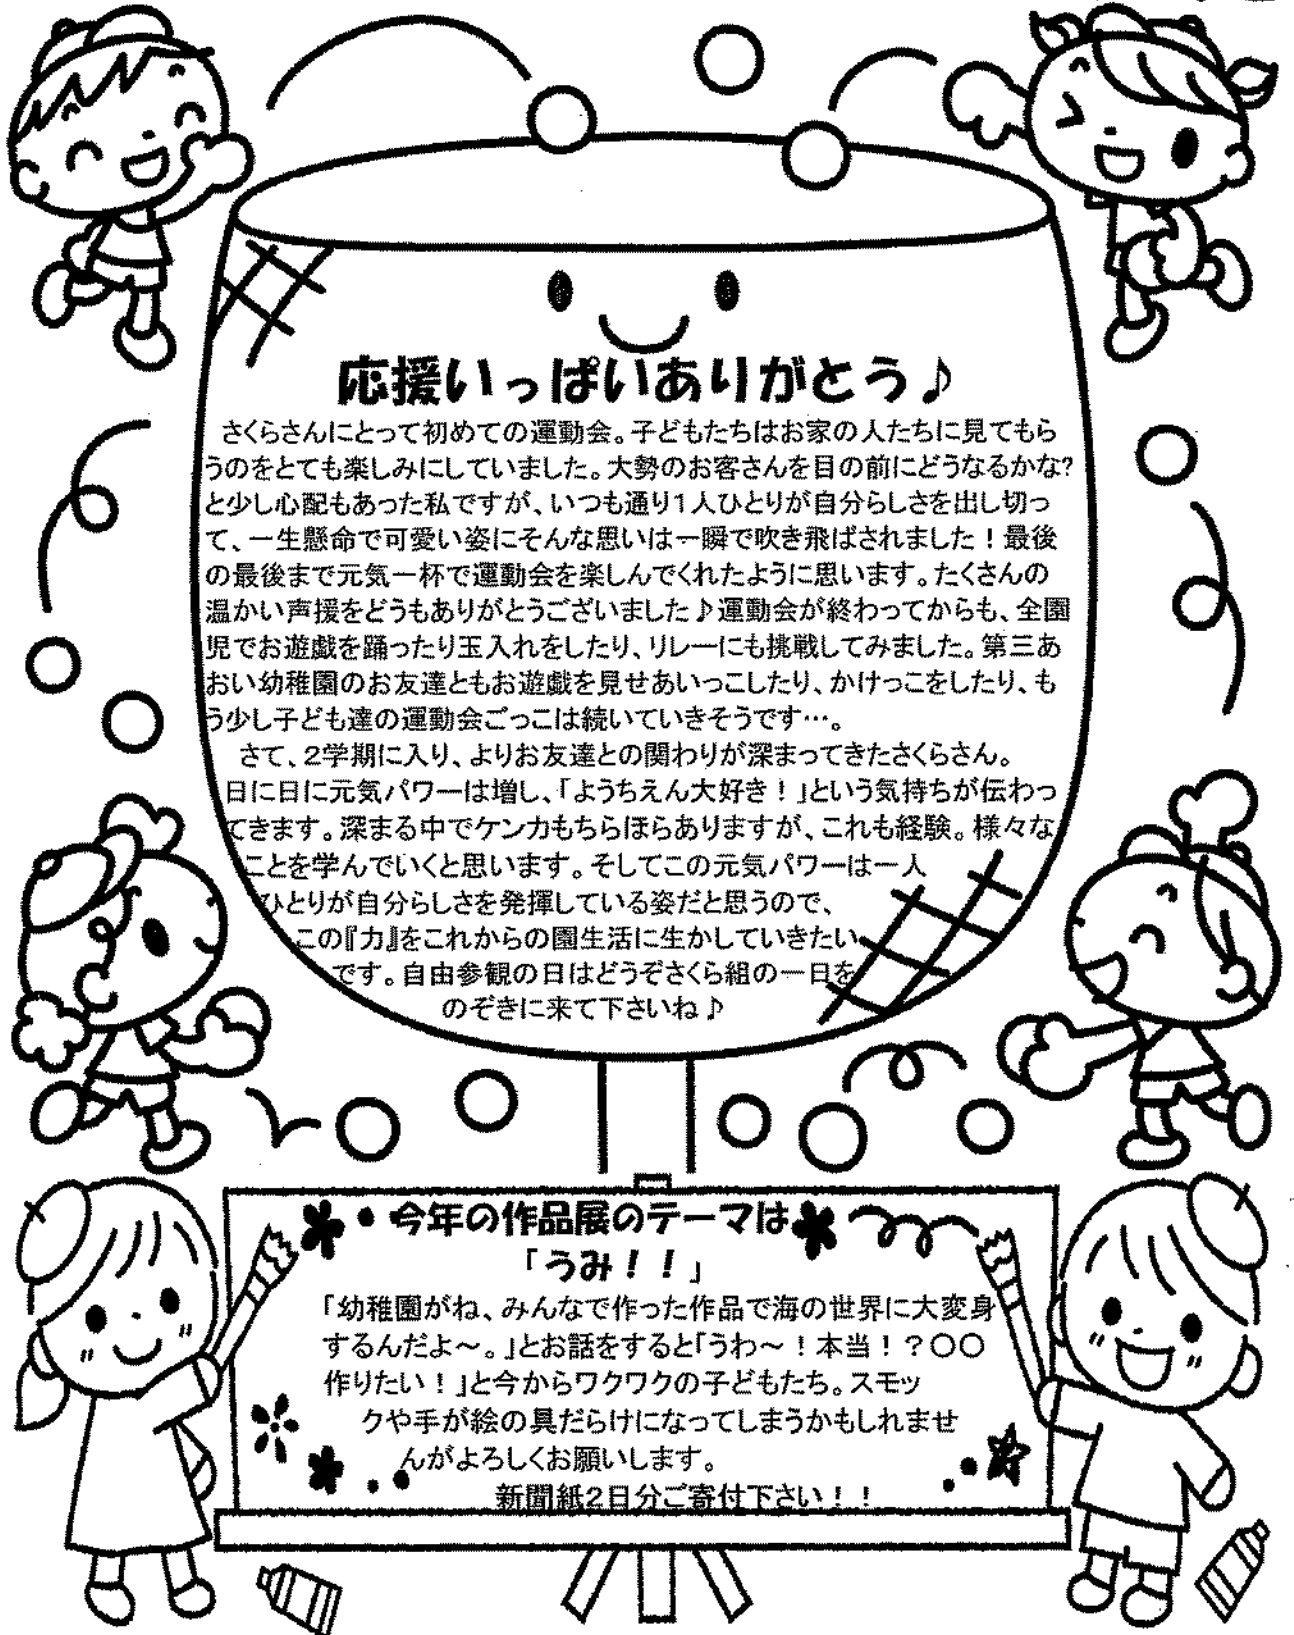 応援いっぱいありがとう♪
さくらさんにとって初めての運動会。子どもたちはお家の人たちに見てもら
うのをとても楽しみにしていました。大勢のお客さんを目の前にどうなるかな?
と少し心配もあった私ですが、いつも通り1人ひとりが自分らしさを出し切っ
て、一生懸命で可愛い姿にそんな思いは一瞬で吹き飛ばされました!最後
の最後まで元気一杯で運動会を楽しんでくれたように思います。たくさんの
温かい声援をどうもありがとうございました♪運動会が終わってからも、全園
児でお遊戯を踊ったり玉入れをしたり、リレーにも挑戦してみました。第三あ
おい幼稚園のお友達ともお遊戯を見せあいっこしたり、かけっこをしたり、も
う少し子ども達の運動会ごっこは続いていきそうです…。
さて、2学期に入り、よりお友達との関わりが深まってきたさくらさん。
日に日に元気パワーは増し、「ようちえん大好き!」という気持ちが伝わっ
てきます。深まる中でケンカもちらほらありますが、これも経験。様々な
ことを学んでいくと思います。そしてこの元気パワーは一人
ひとりが自分らしさを発揮している姿だと思うので、
この『力』をこれからの園生活に生かしていきたい
です。自由参観の日はどうぞさくら組の一日を
のぞきに来て下さいね♪
今年の作品展のテーマは
「うみ!!」
「幼稚園がね、みんなで作った作品で海の世界に大変身
するんだよ~。」とお話をすると「うわ~!本当!?〇〇
作りたい!」と今からワクワクの子どもたち。スモッ
クや手が絵の具だらけになってしまうかもしれませ
んがよろしくお願いします。
新聞紙2日分ご寄付下さい!!